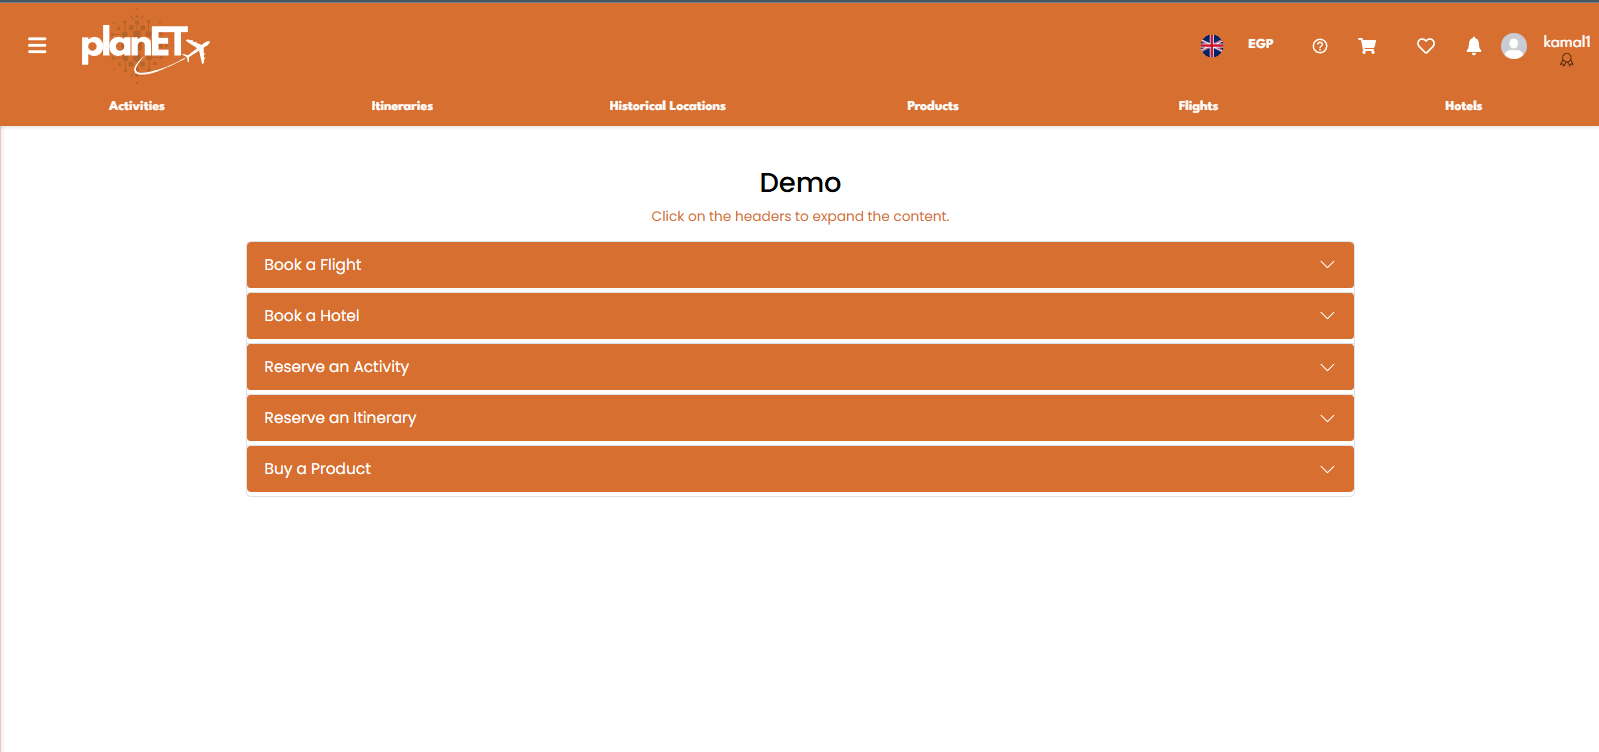 planET
EGP
kamal1
Activities
Itineraries
Historical Locations
Products
Flights
Hotels
Demo
Click on the headers to expand the content.
Book a Flight
Book a Hotel
Reserve an Activity
Reserve an Itinerary
Buy a Product